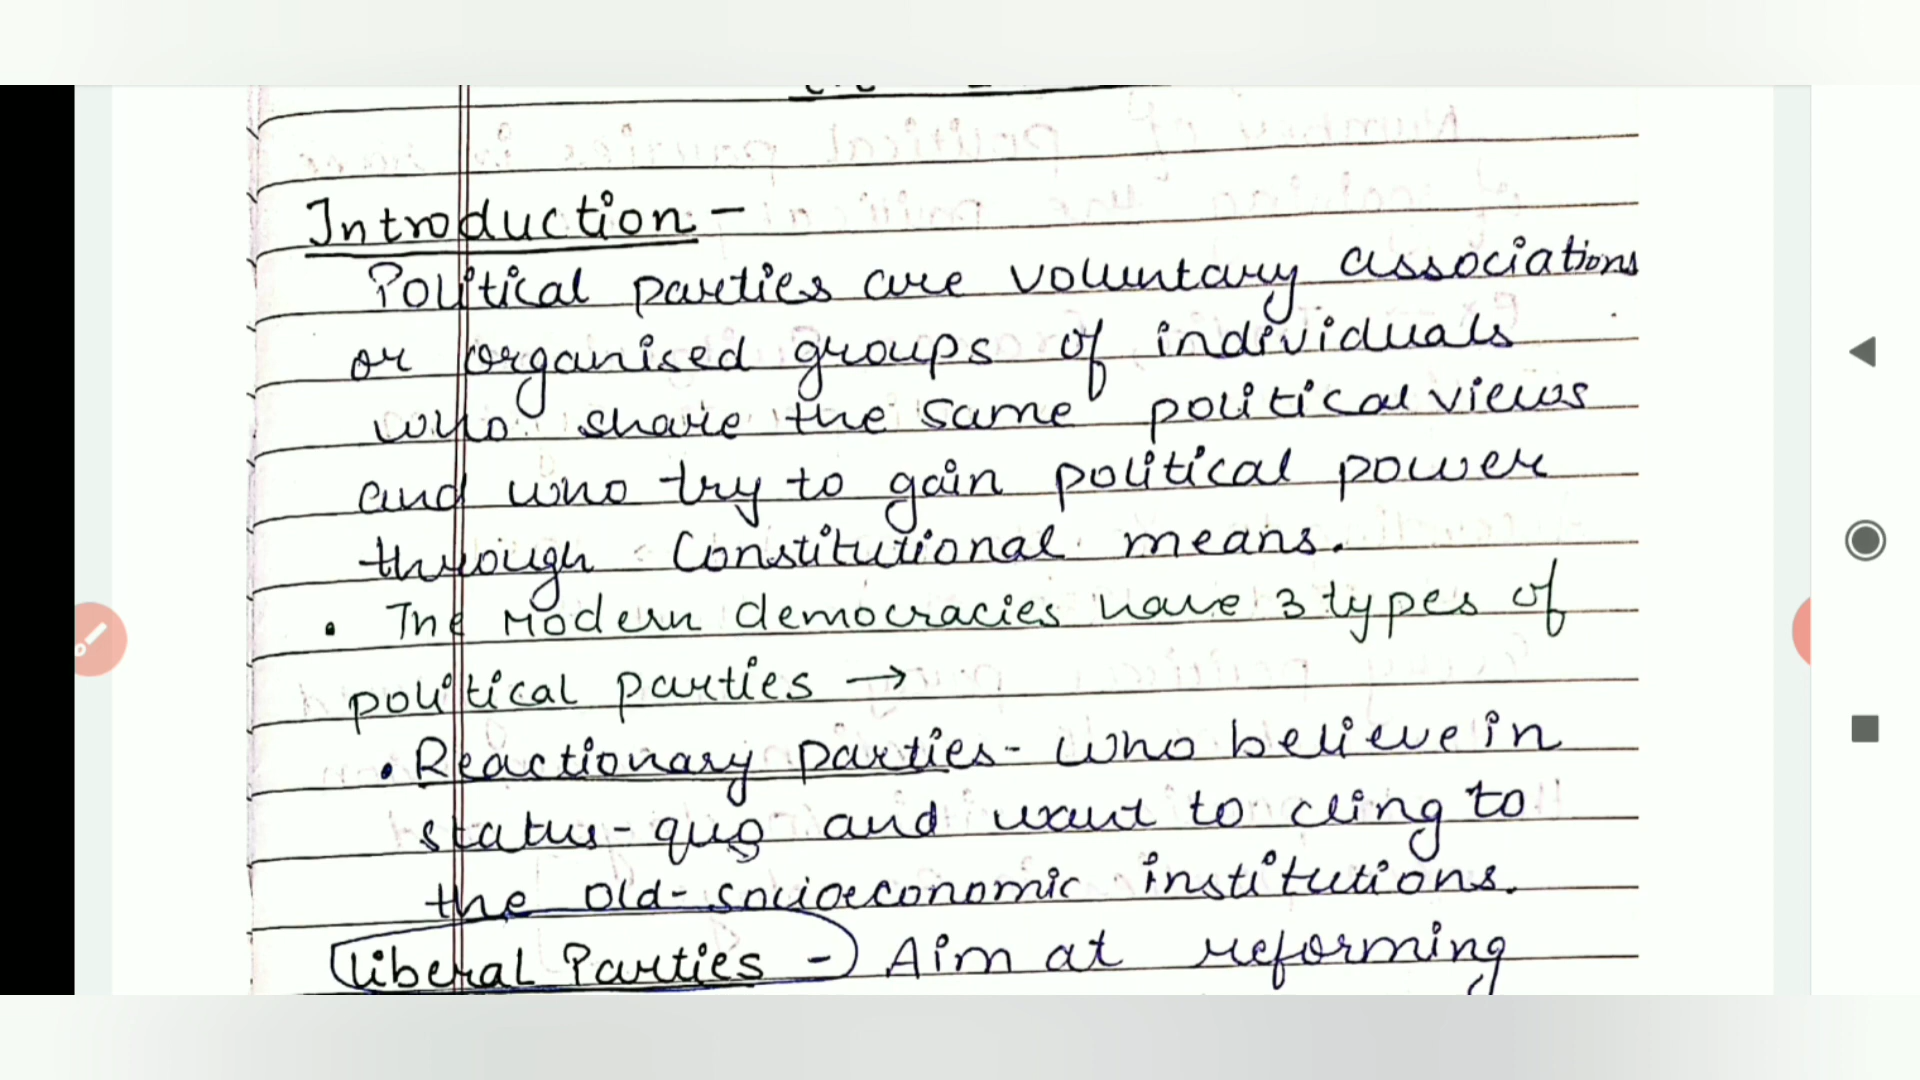 Introduction -
Political parties are voluntary associations
or organised groups of individuals
who share the same political views
and who try to gain political power
through Constitutional means.
• The Modern democracies have 3 types of
political parties →
• Reactionary parties - who believe in
status-quo and want to cling to
the old-socioeconomic institutions.
Liberal Parties - Aim at reforming